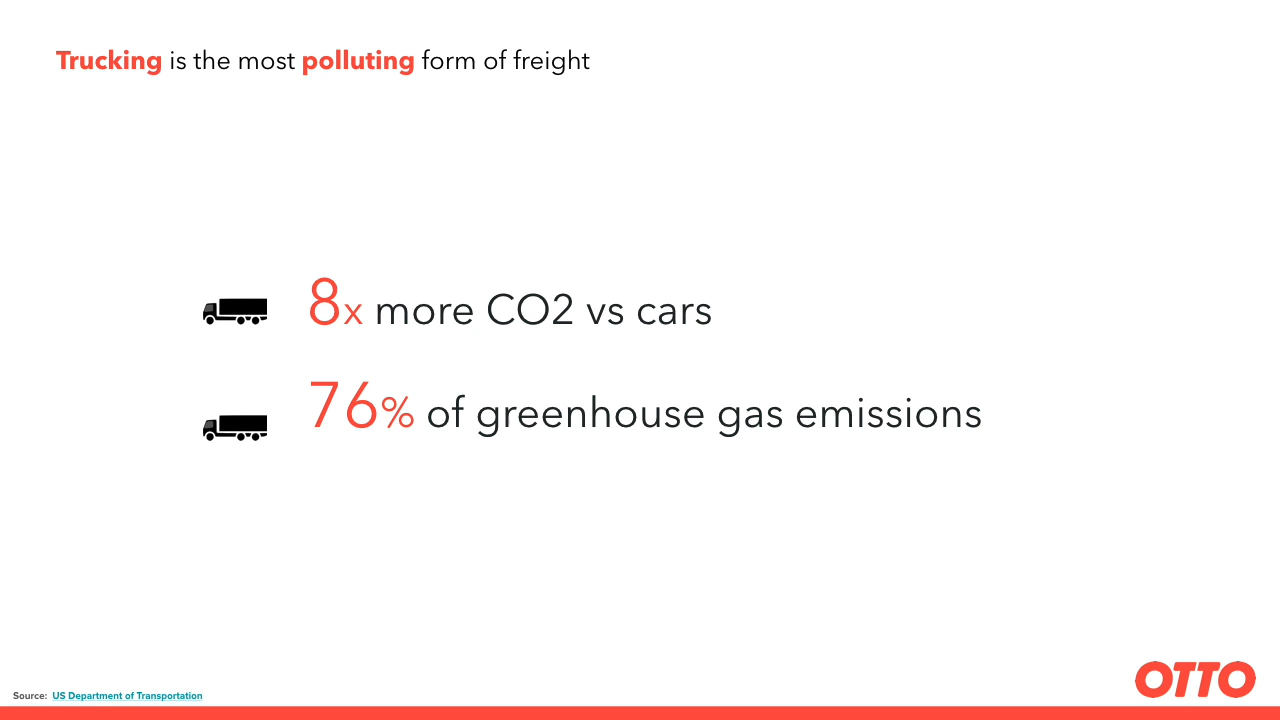 Trucking is the most polluting form of freight
8x more CO2 vs cars
76% of greenhouse gas emissions
OTTO
Source: US Department of Transportation